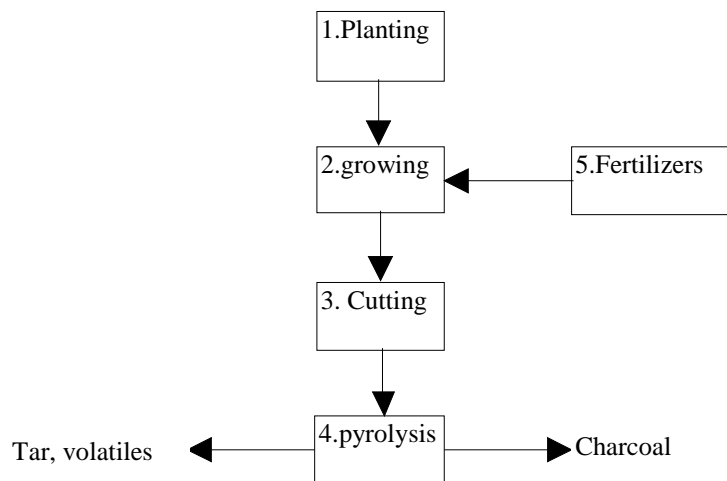 1.Planting
2.growing
5.Fertilizers
3. Cutting
4.pyrolysis
Tar, volatiles
Charcoal